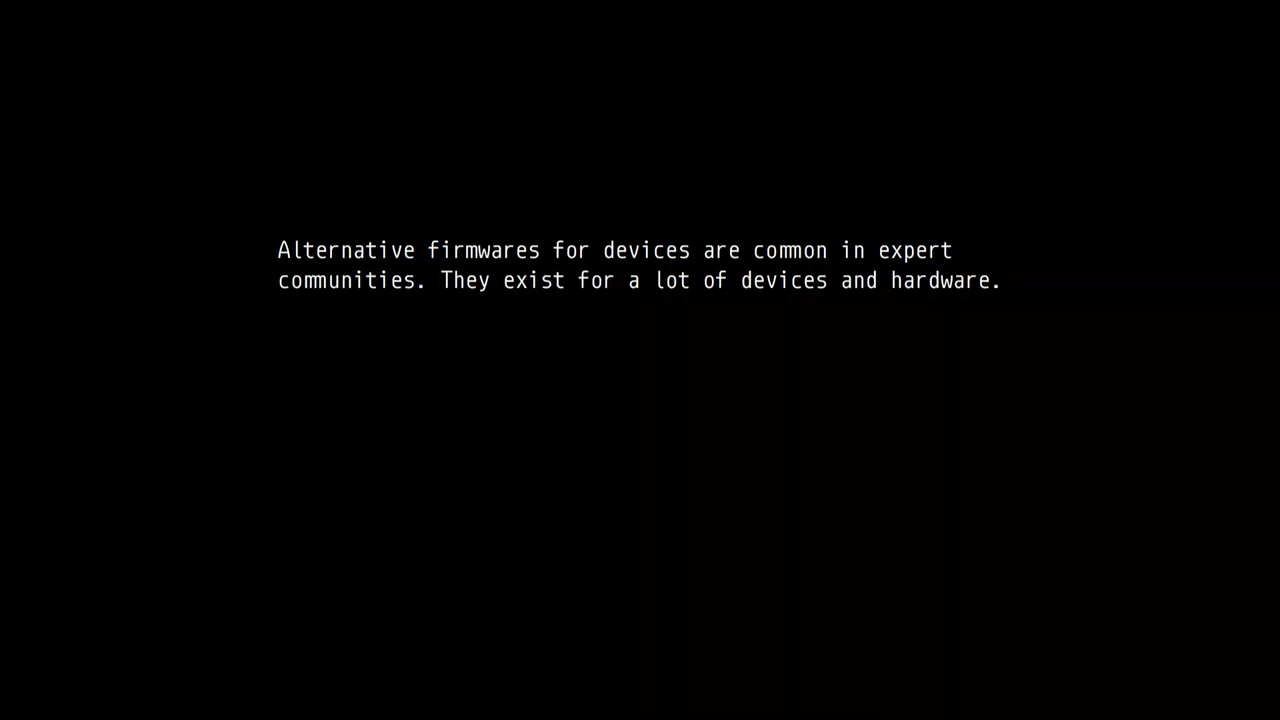 Alternative firmwares for devices are common in expert
communities. They exist for a lot of devices and hardware.